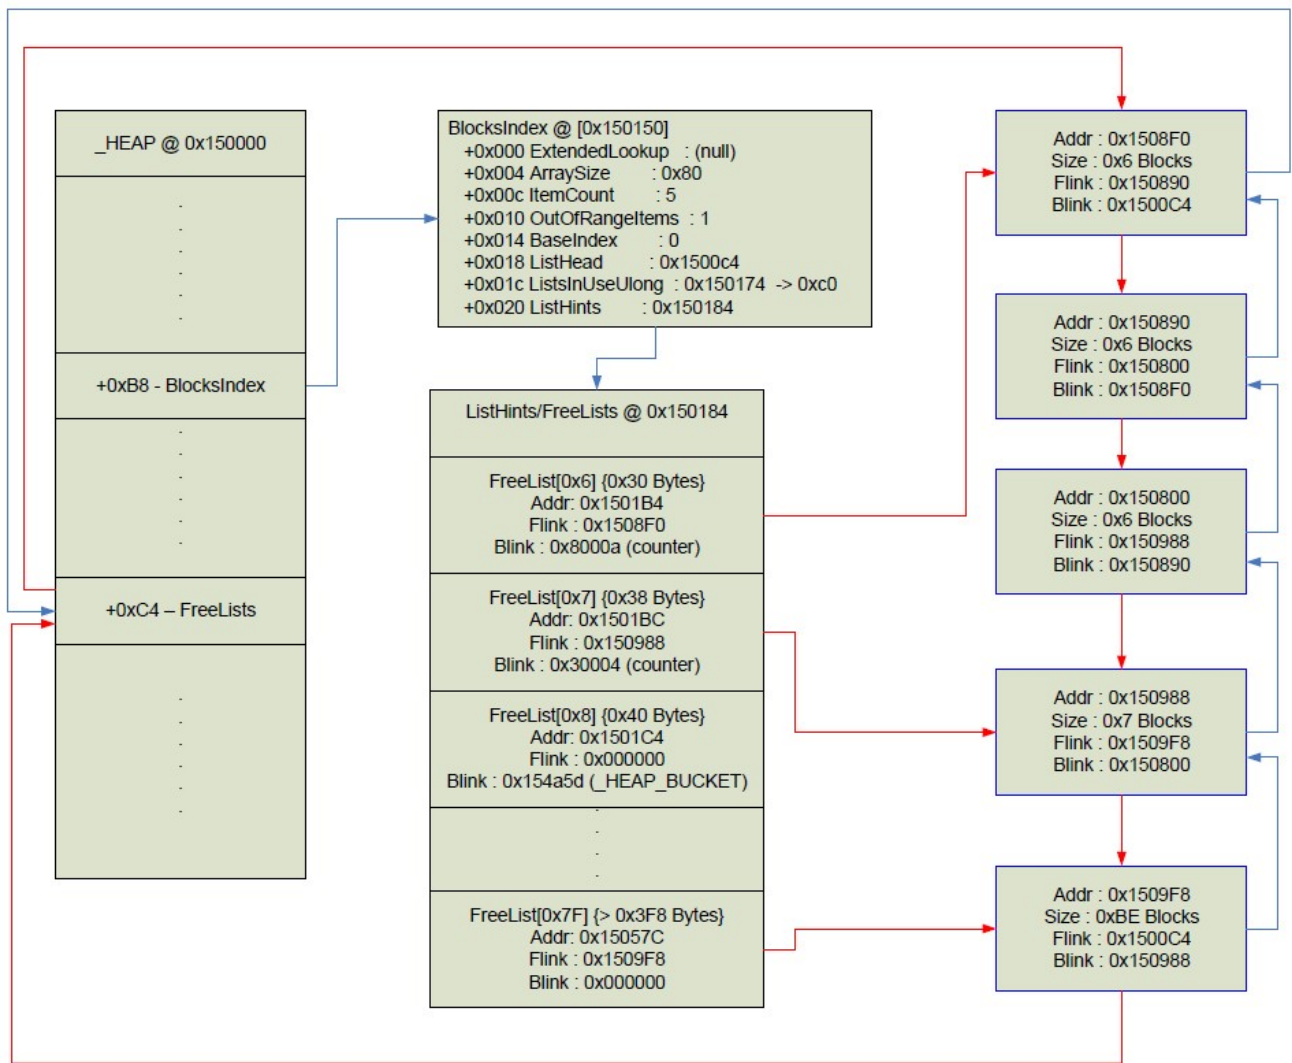 _HEAP @ 0x150000
+0xB8 - BlocksIndex
+0xC4 – FreeLists
BlocksIndex @ [0x150150]
+0x000 ExtendedLookup : (null)
+0x004 ArraySize : 0x80
+0x00c ItemCount : 5
+0x010 OutOfRangeItems : 1
+0x014 BaseIndex : 0
+0x018 ListHead : 0x1500c4
+0x01c ListsInUseUlong : 0x150174 -> 0xc0
+0x020 ListHints : 0x150184
ListHints/FreeLists @ 0x150184
FreeList[0x6] {0x30 Bytes}
Addr: 0x1501B4
Flink : 0x1508F0
Blink : 0x8000a (counter)
FreeList[0x7] {0x38 Bytes}
Addr: 0x1501BC
Flink : 0x150988
Blink : 0x30004 (counter)
FreeList[0x8] {0x40 Bytes}
Addr: 0x1501C4
Flink : 0x000000
Blink : 0x154a5d (_HEAP_BUCKET)
FreeList[0x7F] {> 0x3F8 Bytes}
Addr: 0x15057C
Flink : 0x1509F8
Blink : 0x000000
Addr : 0x1508F0
Size : 0x6 Blocks
Flink : 0x150890
Blink : 0x1500C4
Addr : 0x150890
Size : 0x6 Blocks
Flink : 0x150800
Blink : 0x1508F0
Addr : 0x150800
Size : 0x6 Blocks
Flink : 0x150988
Blink : 0x150890
Addr : 0x150988
Size : 0x7 Blocks
Flink : 0x1509F8
Blink : 0x150800
Addr : 0x1509F8
Size : 0xBE Blocks
Flink : 0x1500C4
Blink : 0x150988